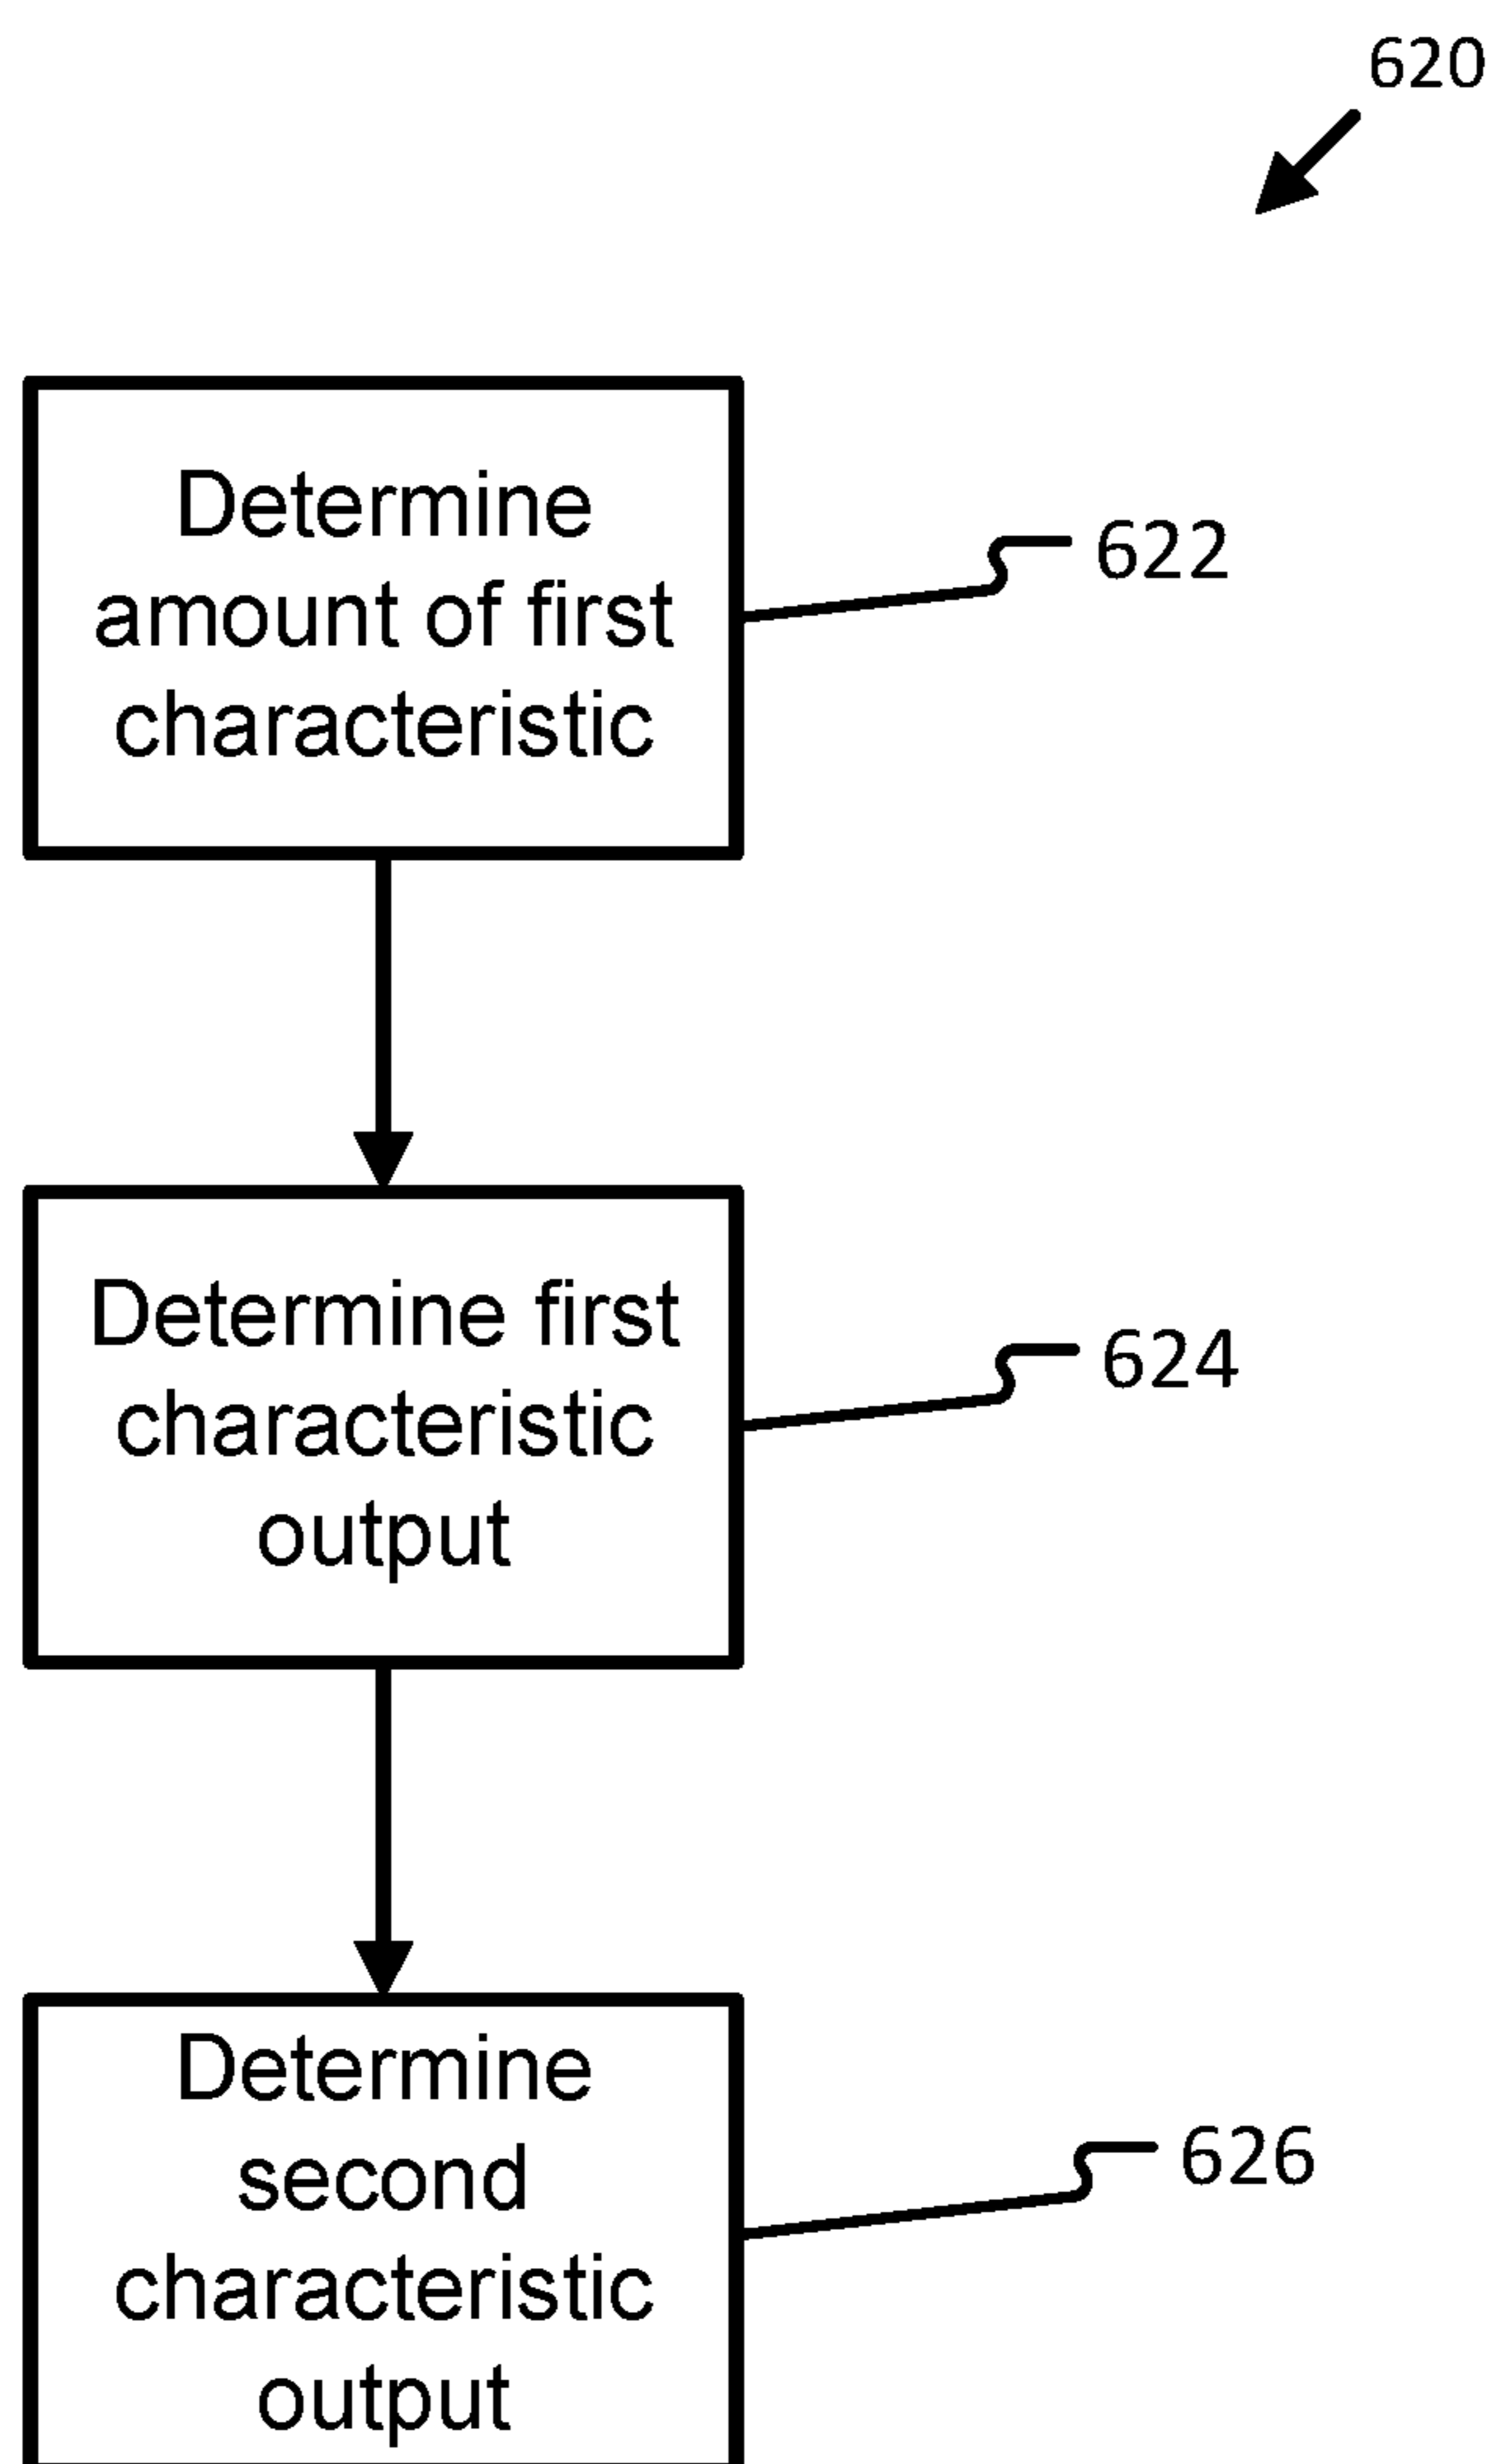 620
Determine
amount of first
characteristic
622
Determine first
characteristic
output
624
Determine
second
characteristic
output
626